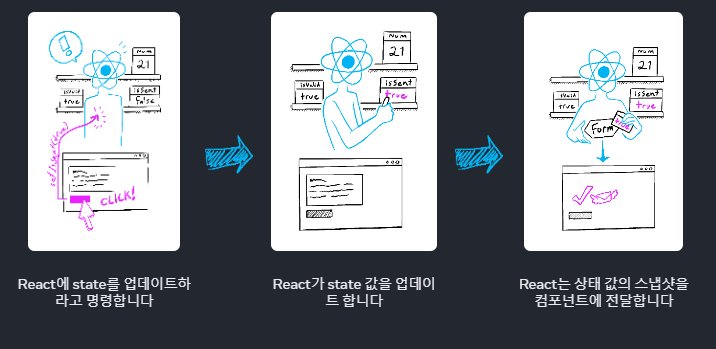 Num
21
isValid
true
isSent
false
setIsSent(true)
CLICK!
React에 state를 업데이트하
라고 명령합니다
Num
21
isValid
true
isSent
true
React가 state 값을 업데이
트 합니다
Num
21
isValid
true
isSent
true
Form
true
React는 상태 값의 스냅샷을
컴포넌트에 전달합니다